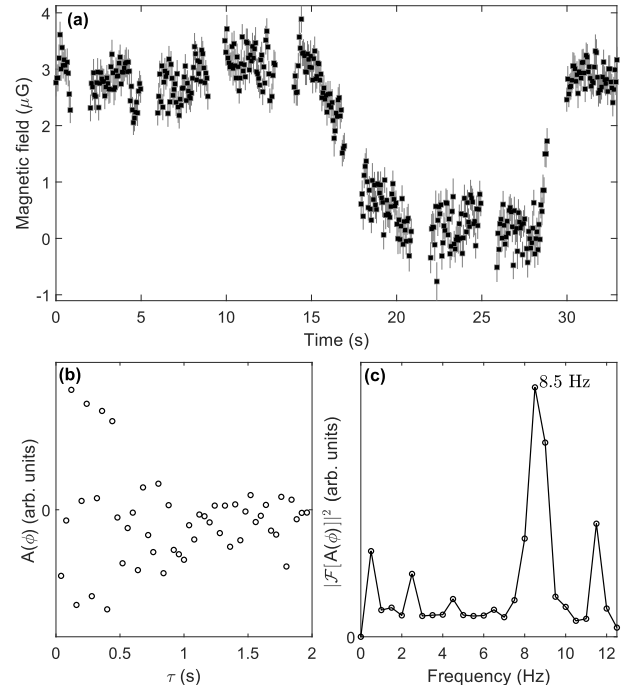 (a)
4
3
2
1
0
-1
Magnetic field (μG)
0 5 10 15 20 25 30
Time (s)
(b)
0
A(ϕ) (arb. units)
0 0.5 1 1.5 2
τ (s)
(c)
8.5 Hz
|ℱ[A(ϕ)]|² (arb. units)
0
0 2 4 6 8 10 12
Frequency (Hz)